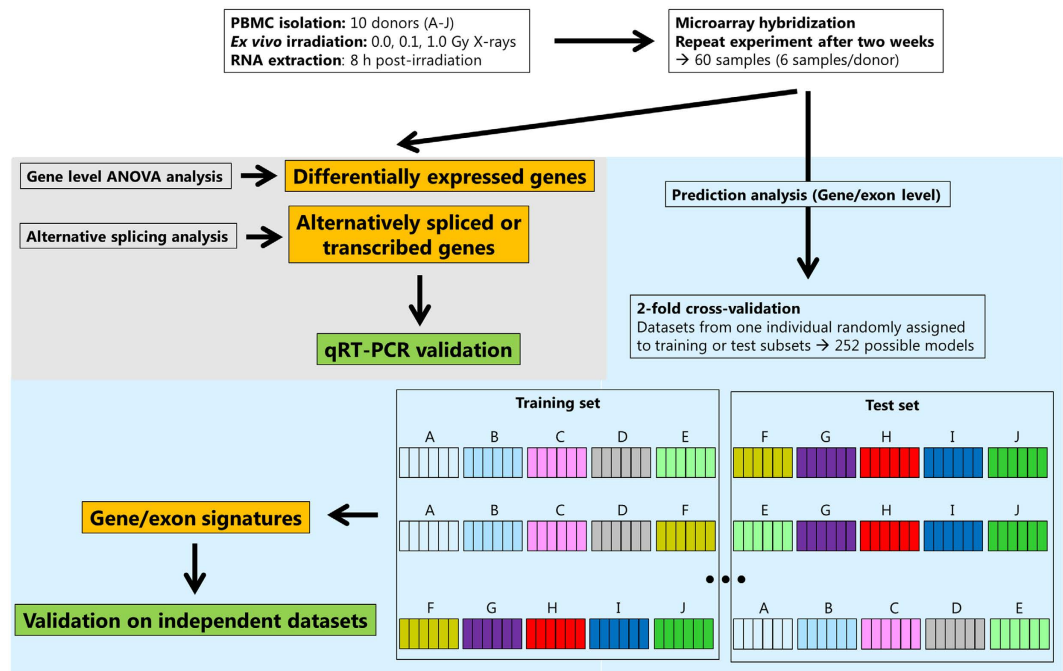 PBMC isolation: 10 donors (A-J)
Ex vivo irradiation: 0.0, 0.1, 1.0 Gy X-rays
RNA extraction: 8 h post-irradiation
Microarray hybridization
Repeat experiment after two weeks
→ 60 samples (6 samples/donor)
Gene level ANOVA analysis
Differentially expressed genes
Alternative splicing analysis
Alternatively spliced or
transcribed genes
qRT-PCR validation
Prediction analysis (Gene/exon level)
2-fold cross-validation
Datasets from one individual randomly assigned
to training or test subsets → 252 possible models
Training set
A B C D E
A B C D F
F G H I J
Test set
F G H I J
E G H I J
A B C D E
Gene/exon signatures
Validation on independent datasets